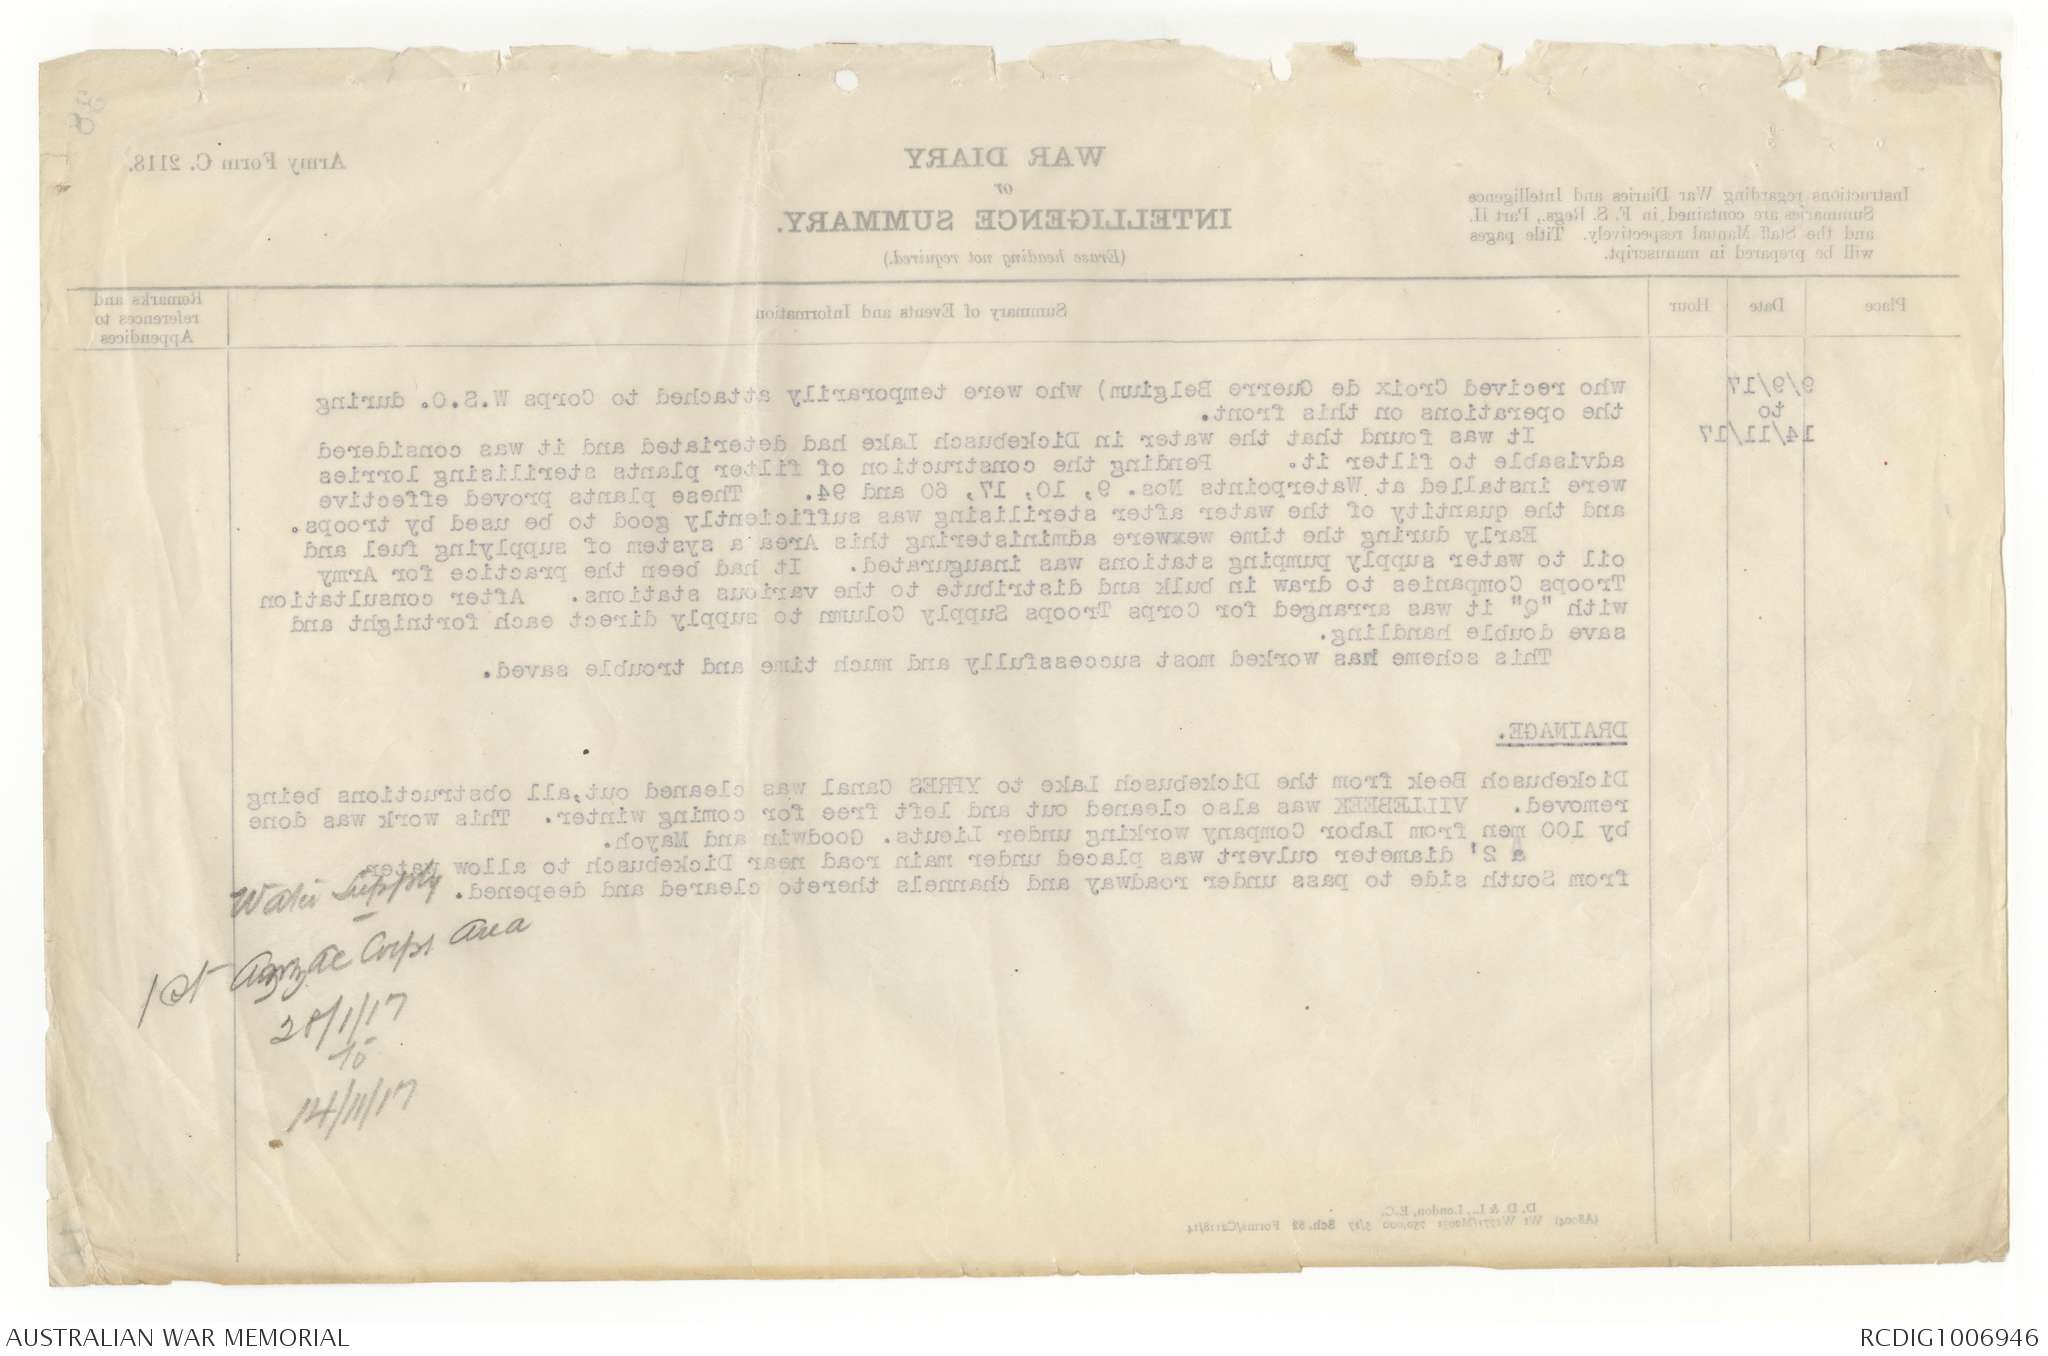 WAR DIARY
or
INTELLIGENCE SUMMARY.
(Erase heading not required.)
Army Form C. 2118.
Instructions regarding War Diaries and Intelligence
Summaries are contained in F. S. Regs., Part II.
and the Staff Manual respectively. Title pages
will be prepared in manuscript.
Place
Date
Hour
Summary of Events and Information
Remarks and
references to
Appendices
9/9/17
to
14/11/17
who recived Croix de Guerre Belgium) who were temporarily attached to Corps W.S.O. during
the operations on this front.
It was found that the water in Dickebusch Lake had deteriated and it was considered
advisable to filter it. Pending the construction of filter plants sterilising lorries
were installed at Waterpoints Nos. 9, 10, 17, 60 and 94. These plants proved effective
and the quantity of the water after sterilising was sufficiently good to be used by troops.
Early during the time wexwere administering this Area a system of supplying fuel and
oil to water supply pumping stations was inaugurated. It had been the practice for Army
Troops Companies to draw in bulk and distribute to the various stations. After consultation
with "Q" it was arranged for Corps Troops Supply Column to supply direct each fortnight and
save double handling.
This scheme has worked most successfully and much time and trouble saved.
DRAINAGE.
Dickebusch Beek from the Dickebusch Lake to YPRES Canal was cleaned out,all obstructions being
removed. VILLEBEEK was also cleaned out and left free for coming winter. This work was done
by 100 men from Labor Company working under Lieuts. Goodwin and Mayoh.
A 2' diameter culvert was placed under main road near Dickebusch to allow water
from South side to pass under roadway and channels thereto cleared and deepened.
Water Supply
1st Anzac Corps Area
28/1/17
to
14/11/17
D. D. & L., London, E.C.
Sch. 52 Forms/C2118/14
AUSTRALIAN WAR MEMORIAL
RCDIG1006946